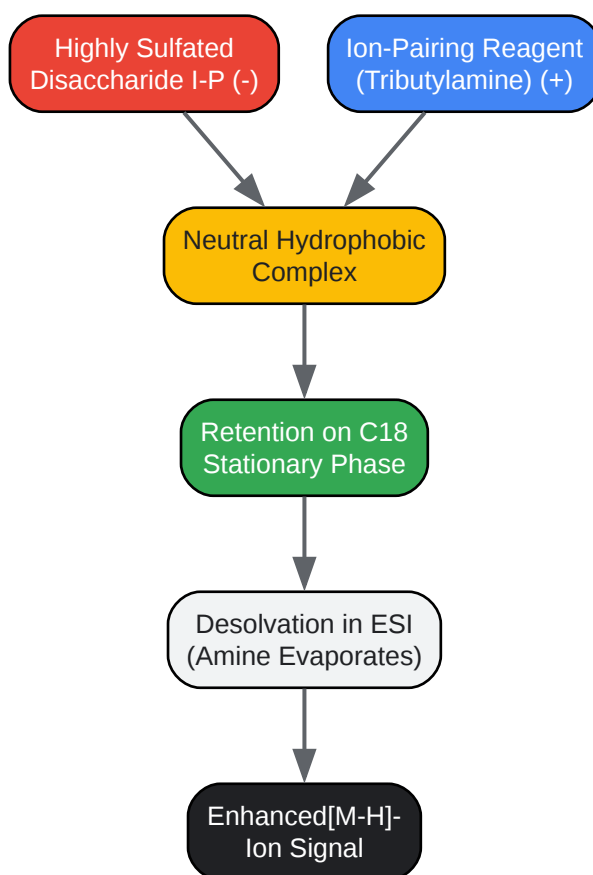 Highly Sulfated
Disaccharide I-P (-)
Ion-Pairing Reagent
(Tributylamine) (+)
Neutral Hydrophobic
Complex
Retention on C18
Stationary Phase
Desolvation in ESI
(Amine Evaporates)
Enhanced[M-H]-
Ion Signal